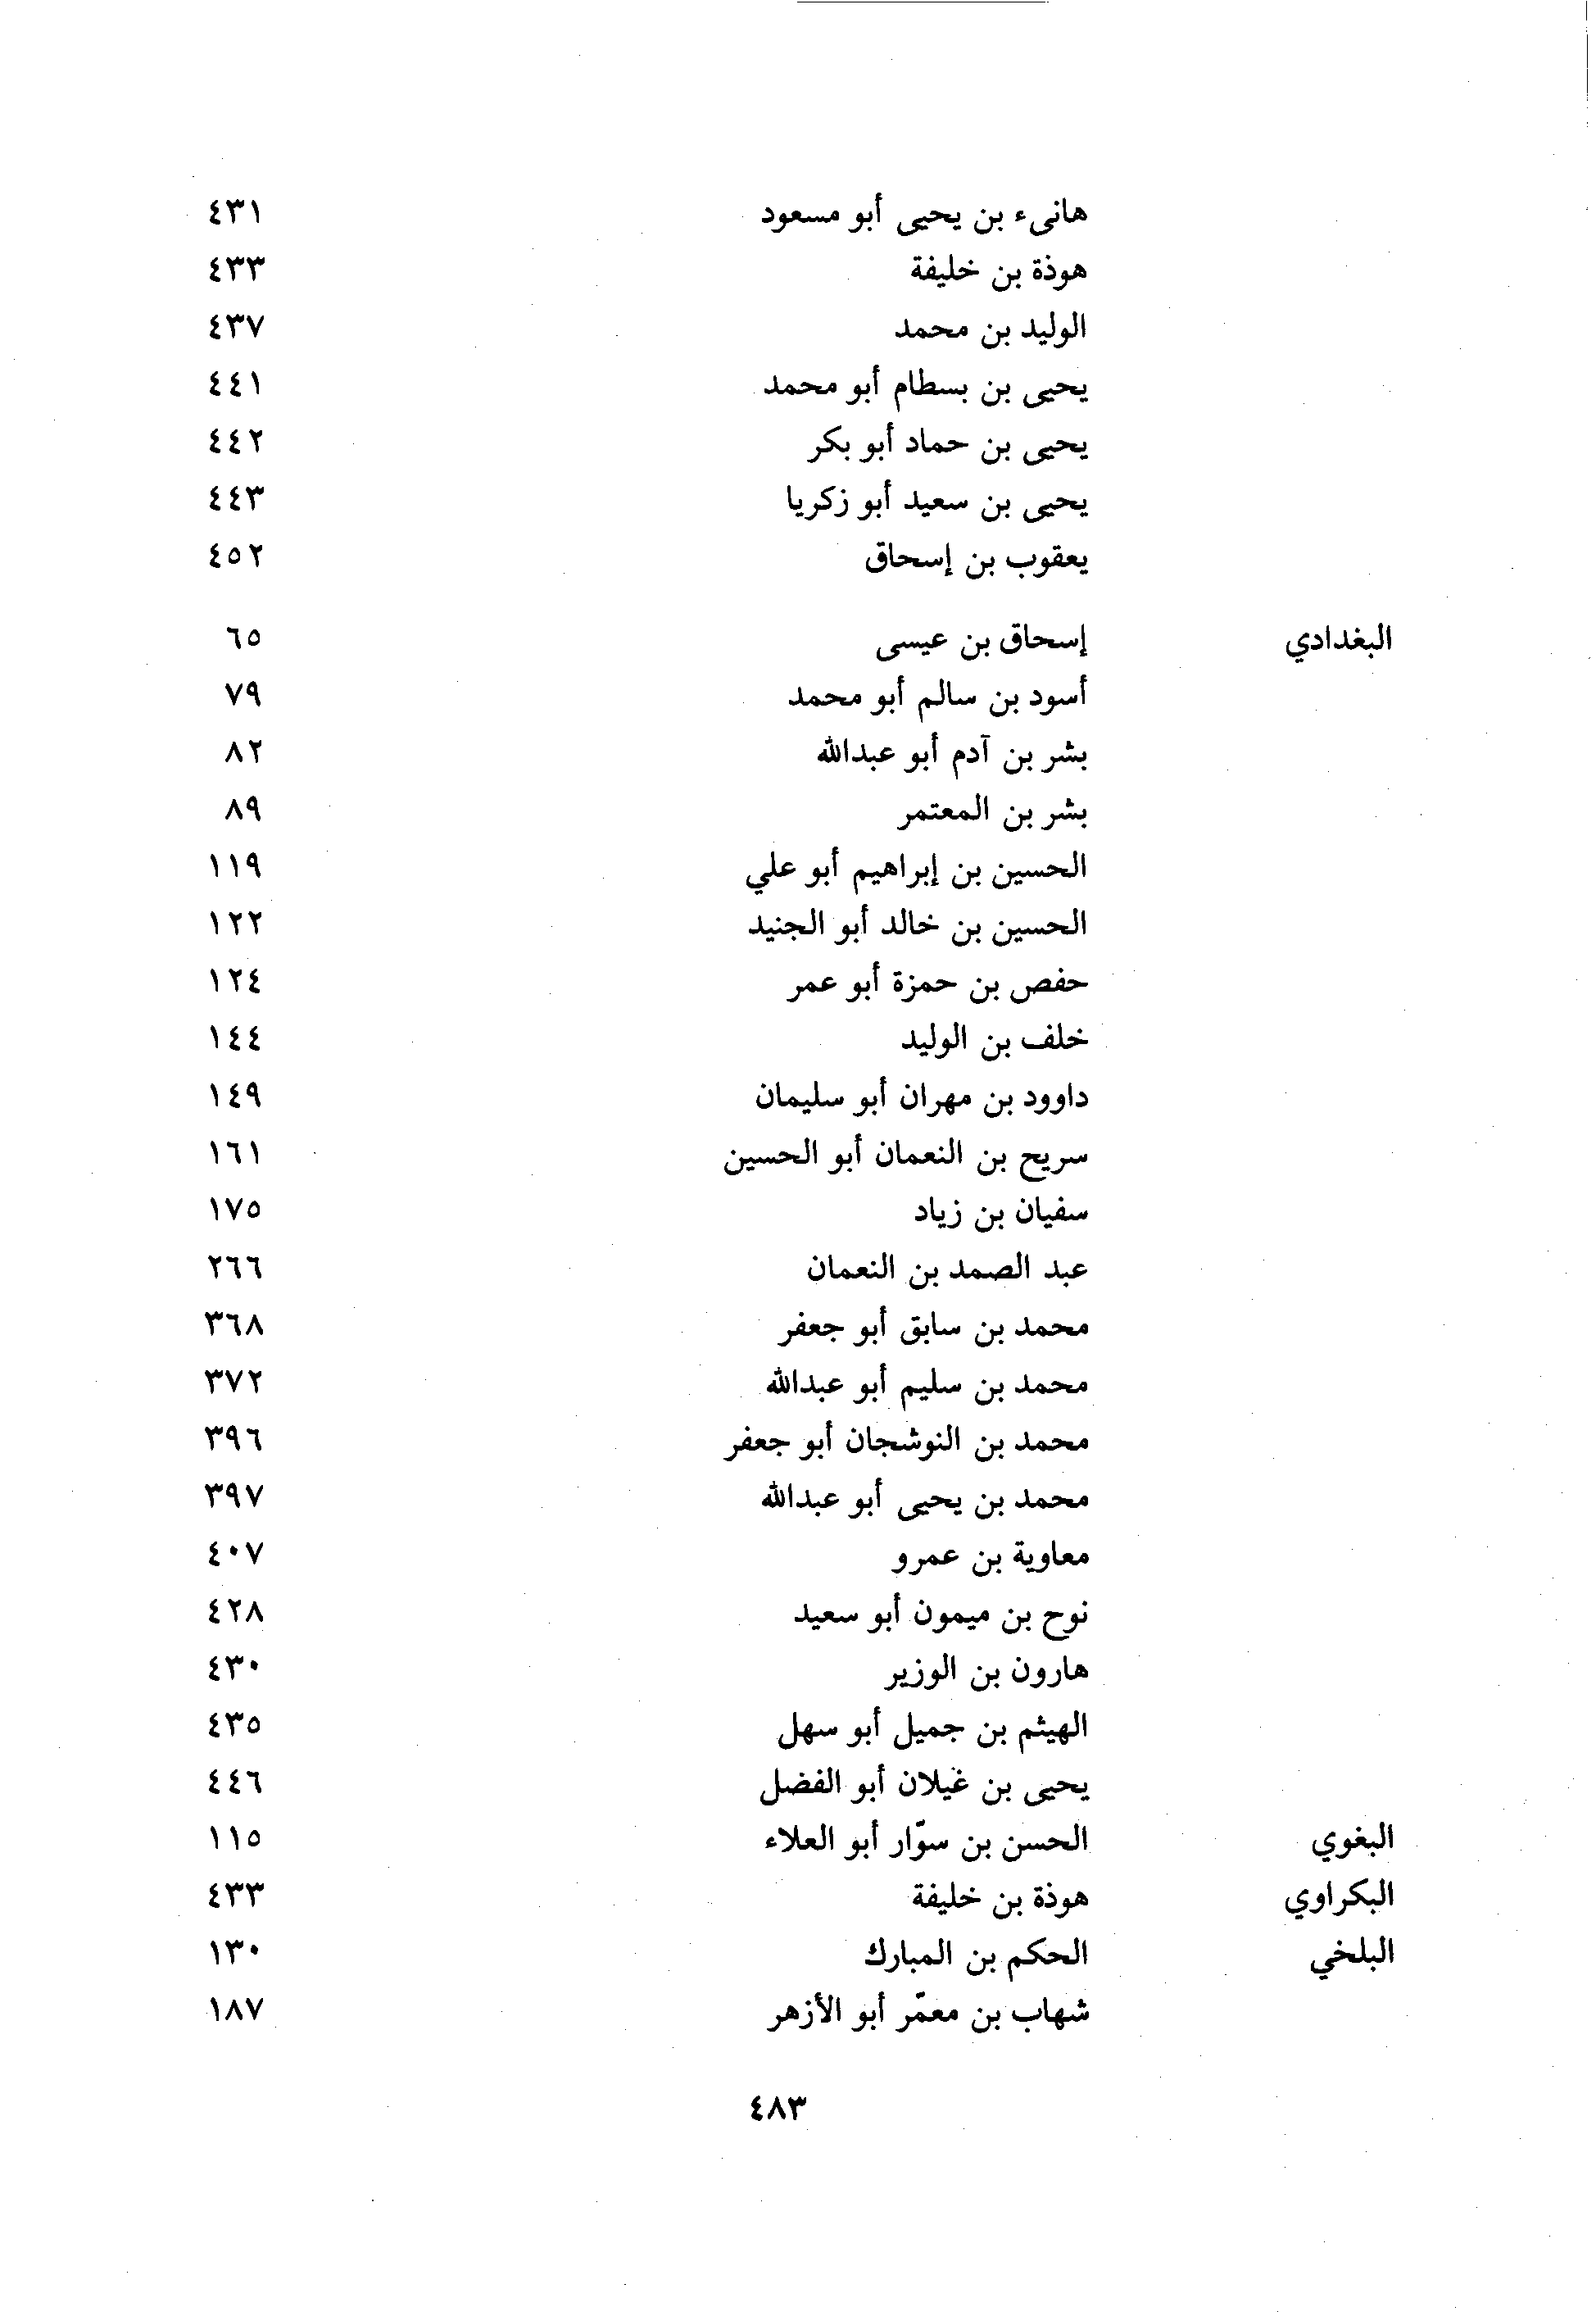 هانىء بن يحيى أبو مسعود ٤٣١
هوذة بن خليفة ٤٣٣
الوليد بن محمد ٤٣٧
يحيى بن بسطام أبو محمد ٤٤١
يحيى بن حماد أبو بكر ٤٤٢
يحيى بن سعيد أبو زكريا ٤٤٣
يعقوب بن إسحاق ٤٥٢
البغدادي إسحاق بن عيسى ٦٥
أسود بن سالم أبو محمد ٧٩
بشر بن آدم أبو عبدالله ٨٢
بشر بن المعتمر ٨٩
الحسين بن إبراهيم أبو علي ١١٩
الحسين بن خالد أبو الجنيد ١٢٢
حفص بن حمزة أبو عمر ١٢٤
خلف بن الوليد ١٤٤
داوود بن مهران أبو سليمان ١٤٩
سريح بن النعمان أبو الحسين ١٦١
سفيان بن زياد ١٧٥
عبد الصمد بن النعمان ٢٦٦
محمد بن سابق أبو جعفر ٣٦٨
محمد بن سليم أبو عبدالله ٣٧٢
محمد بن النوشجان أبو جعفر ٣٩٦
محمد بن يحيى أبو عبدالله ٣٩٧
معاوية بن عمرو ٤٠٧
نوح بن ميمون أبو سعيد ٤٢٨
هارون بن الوزير ٤٣٠
الهيثم بن جميل أبو سهل ٤٣٥
يحيى بن غيلان أبو الفضل ٤٤٦
البغوي الحسن بن سوّار أبو العلاء ١١٥
البكراوي هوذة بن خليفة ٤٣٣
البلخي الحكم بن المبارك ١٣٠
شهاب بن معمّر أبو الأزهر ١٨٧
٤٨٣